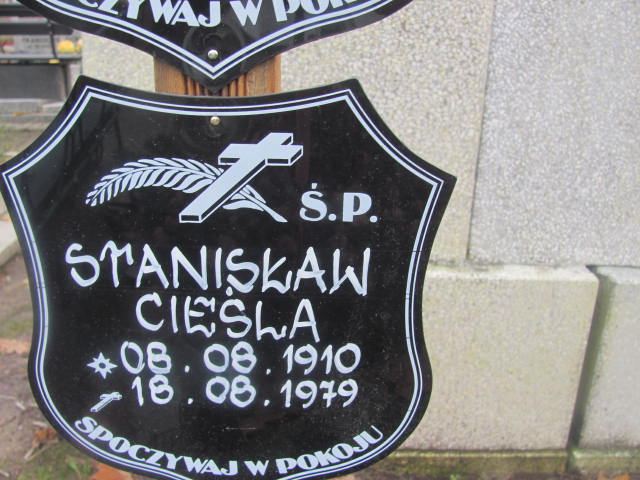 SPOCZYWAJ W POKOJU
Ś.P.
STANISŁAW
CIEŚLA
08.08.1910
18.08.1979
SPOCZYWAJ W POKOJU